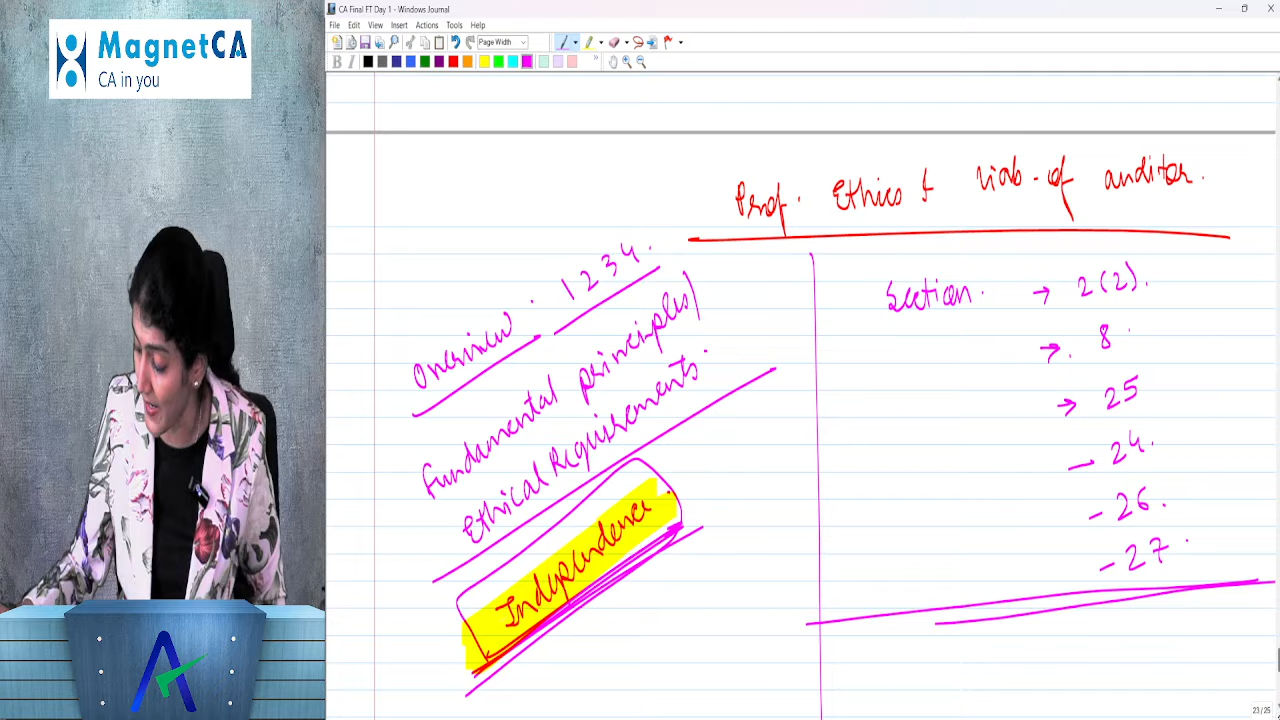 CA Final FT Day 1 - Windows Journal
File Edit View Insert Actions Tools Help
Page Width
B I
MagnetCA
CA in you
Prof. Ethics & Liab. of auditor.
Overview. 1 2 3 4.
Fundamental principles/
Ethical Requirements.
Independence
Section. → 2(2).
→. 8.
→ 25
- 24.
- 26.
- 27.
23/25